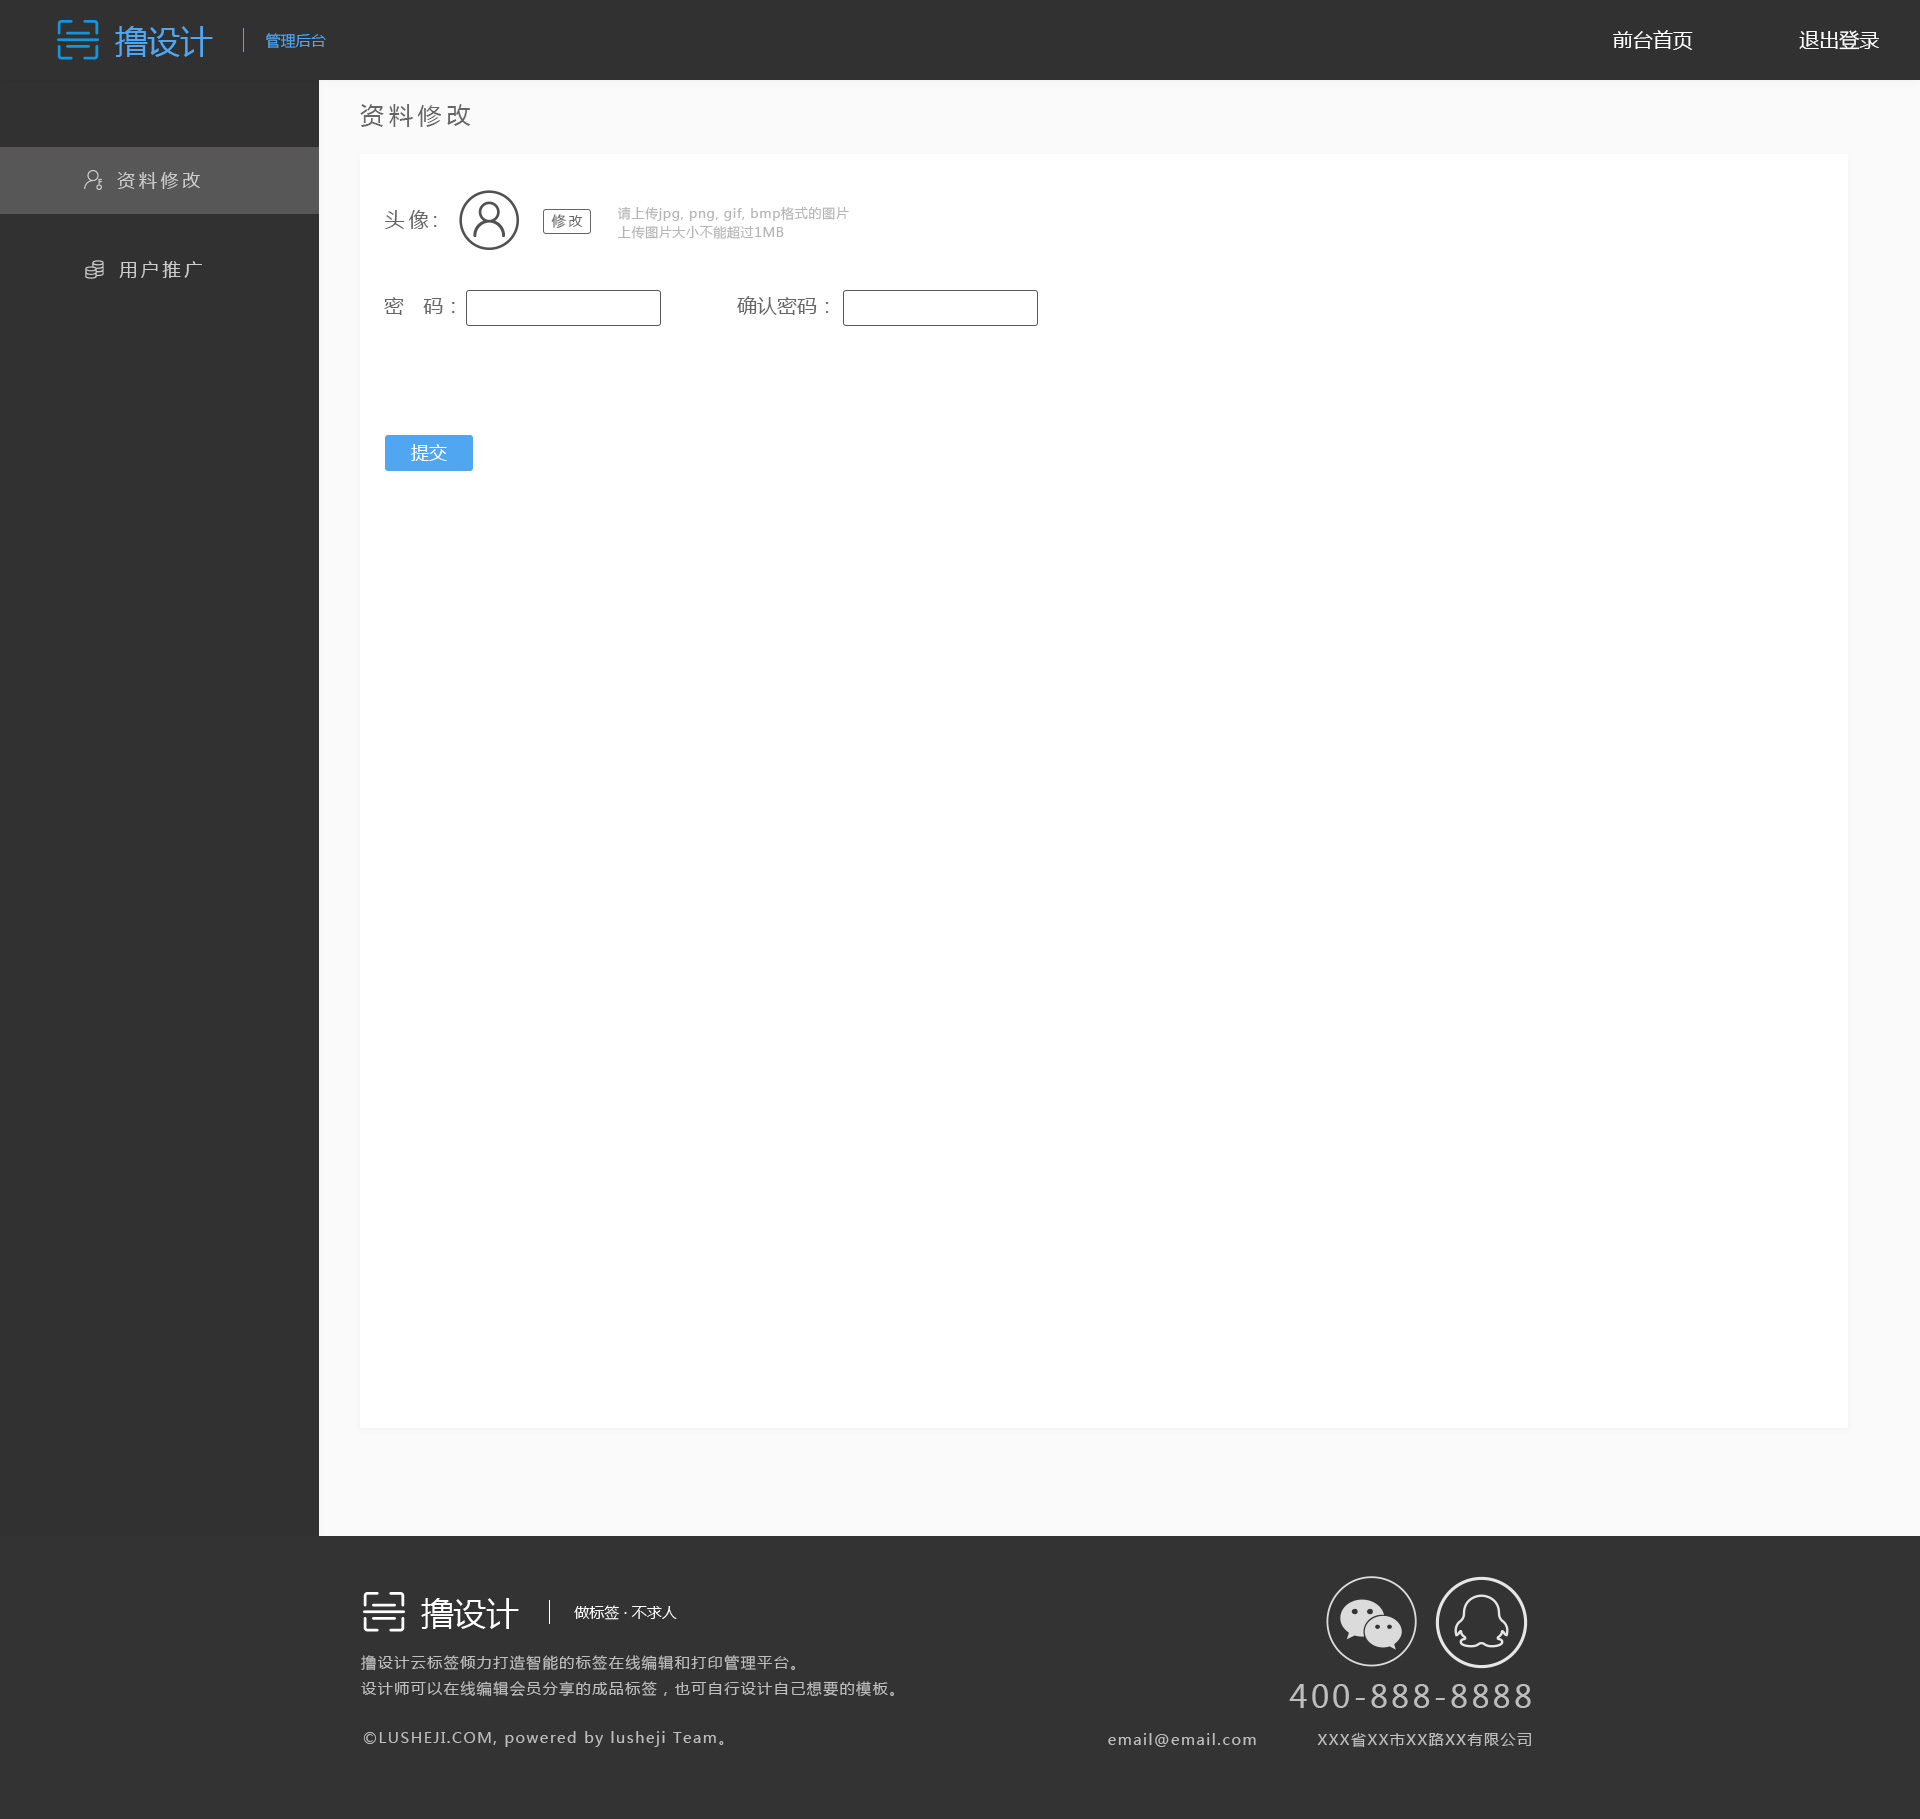 撸设计 管理后台 前台首页 退出登录
资料修改
资料修改
用户推广
头像: 修改 请上传jpg, png, gif, bmp格式的图片
上传图片大小不能超过1MB
密 码： 确认密码：
提交
撸设计 做标签 · 不求人
撸设计云标签倾力打造智能的标签在线编辑和打印管理平台。
设计师可以在线编辑会员分享的成品标签，也可自行设计自己想要的模板。
©LUSHEJI.COM, powered by lusheji Team。
400-888-8888
email@email.com XXX省XX市XX路XX有限公司